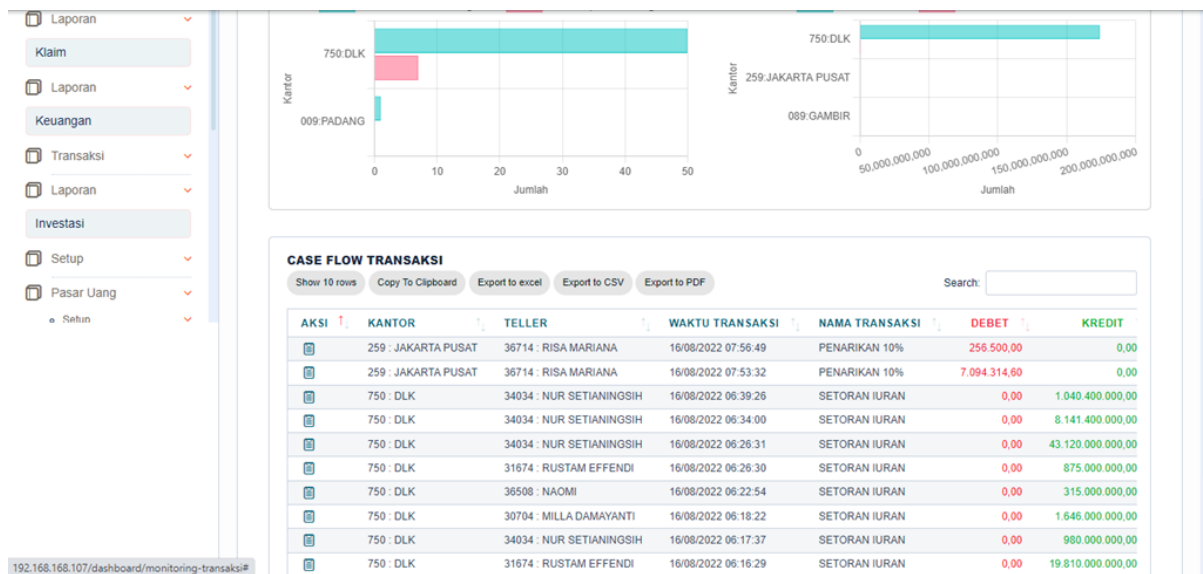 Laporan
Klaim
Laporan
Keuangan
Transaksi
Laporan
Investasi
Setup
Pasar Uang
Setup
Kantor
750:DLK
009:PADANG
0 10 20 30 40 50
Jumlah
Kantor
750:DLK
259:JAKARTA PUSAT
089:GAMBIR
0 50,000,000,000 100,000,000,000 150,000,000,000 200,000,000,000
Jumlah
CASE FLOW TRANSAKSI
Show 10 rows Copy To Clipboard Export to excel Export to CSV Export to PDF Search:
AKSI KANTOR TELLER WAKTU TRANSAKSI NAMA TRANSAKSI DEBET KREDIT
259 : JAKARTA PUSAT 36714 : RISA MARIANA 16/08/2022 07:56:49 PENARIKAN 10% 256.500,00 0,00
259 : JAKARTA PUSAT 36714 : RISA MARIANA 16/08/2022 07:53:32 PENARIKAN 10% 7.094.314,60 0,00
750 : DLK 34034 : NUR SETIANINGSIH 16/08/2022 06:39:26 SETORAN IURAN 0,00 1.040.400.000,00
750 : DLK 34034 : NUR SETIANINGSIH 16/08/2022 06:34:00 SETORAN IURAN 0,00 8.141.400.000,00
750 : DLK 34034 : NUR SETIANINGSIH 16/08/2022 06:26:31 SETORAN IURAN 0,00 43.120.000.000,00
750 : DLK 31674 : RUSTAM EFFENDI 16/08/2022 06:26:30 SETORAN IURAN 0,00 875.000.000,00
750 : DLK 36508 : NAOMI 16/08/2022 06:22:54 SETORAN IURAN 0,00 315.000.000,00
750 : DLK 30704 : MILLA DAMAYANTI 16/08/2022 06:18:22 SETORAN IURAN 0,00 1.646.000.000,00
750 : DLK 34034 : NUR SETIANINGSIH 16/08/2022 06:17:37 SETORAN IURAN 0,00 980.000.000,00
750 : DLK 31674 : RUSTAM EFFENDI 16/08/2022 06:16:29 SETORAN IURAN 0,00 19.810.000.000,00
192.168.168.107/dashboard/monitoring-transaksi#